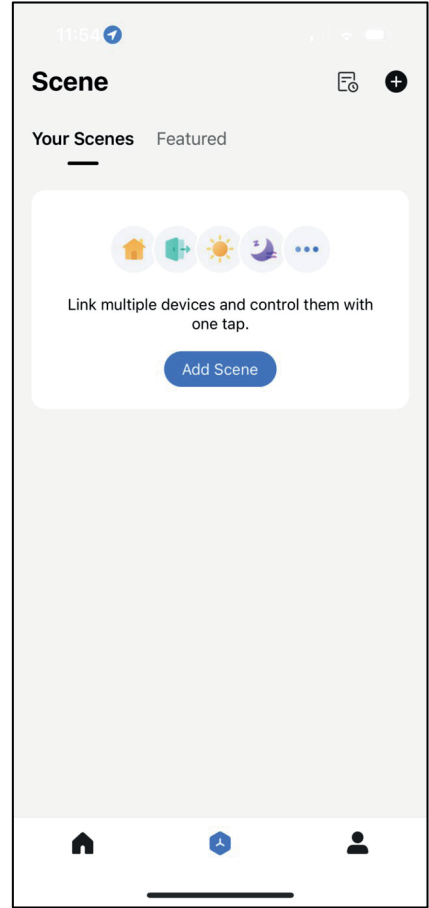 11:54
Scene
Your Scenes Featured
Link multiple devices and control them with
one tap.
Add Scene